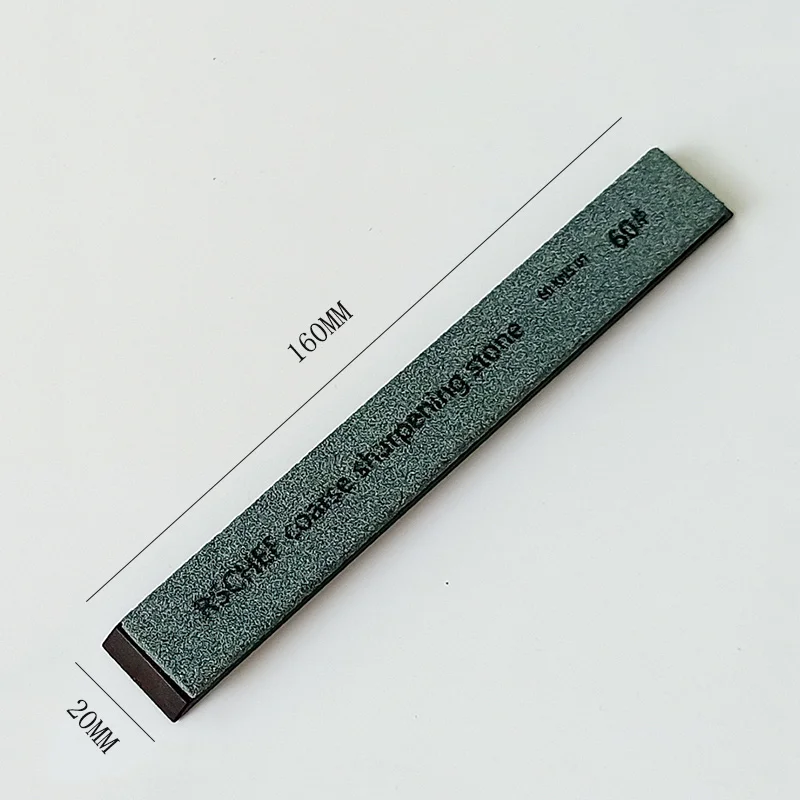 160MM
RSCHEF coarse sharpening stone
60#
20MM